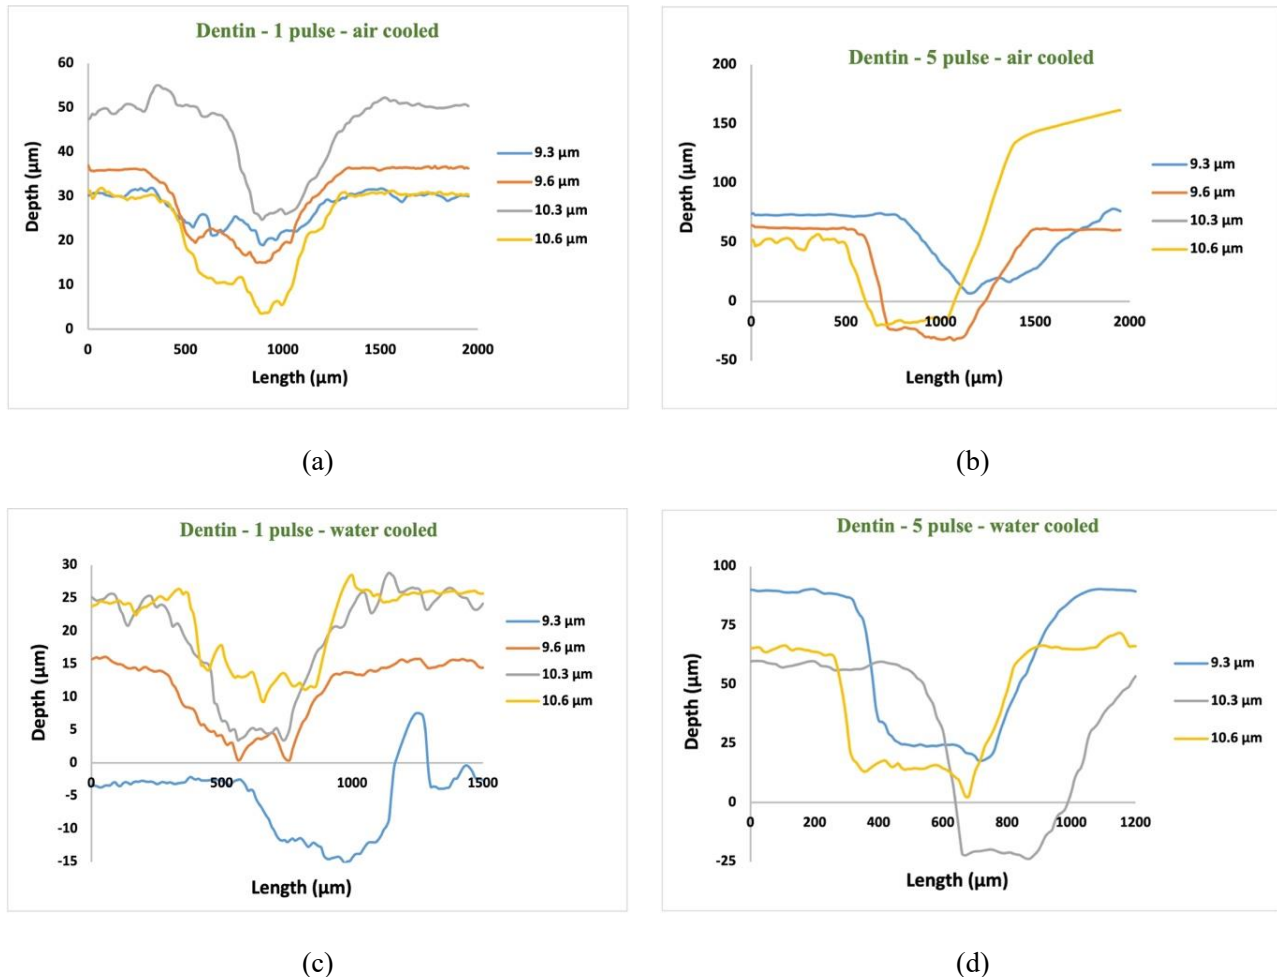 Dentin - 1 pulse - air cooled
60
50
40
30
20
10
0
0 500 1000 1500 2000
Depth (µm)
Length (µm)
9.3 µm
9.6 µm
10.3 µm
10.6 µm
(a)
Dentin - 5 pulse - air cooled
200
150
100
50
0
-50
0 500 1000 1500 2000
Depth (µm)
Length (µm)
9.3 µm
9.6 µm
10.3 µm
10.6 µm
(b)
Dentin - 1 pulse - water cooled
30
25
20
15
10
5
0
-5
-10
-15
0 500 1000 1500
Depth (µm)
Length (µm)
9.3 µm
9.6 µm
10.3 µm
10.6 µm
(c)
Dentin - 5 pulse - water cooled
100
75
50
25
0
-25
0 200 400 600 800 1000 1200
Depth (µm)
Length (µm)
9.3 µm
10.3 µm
10.6 µm
(d)